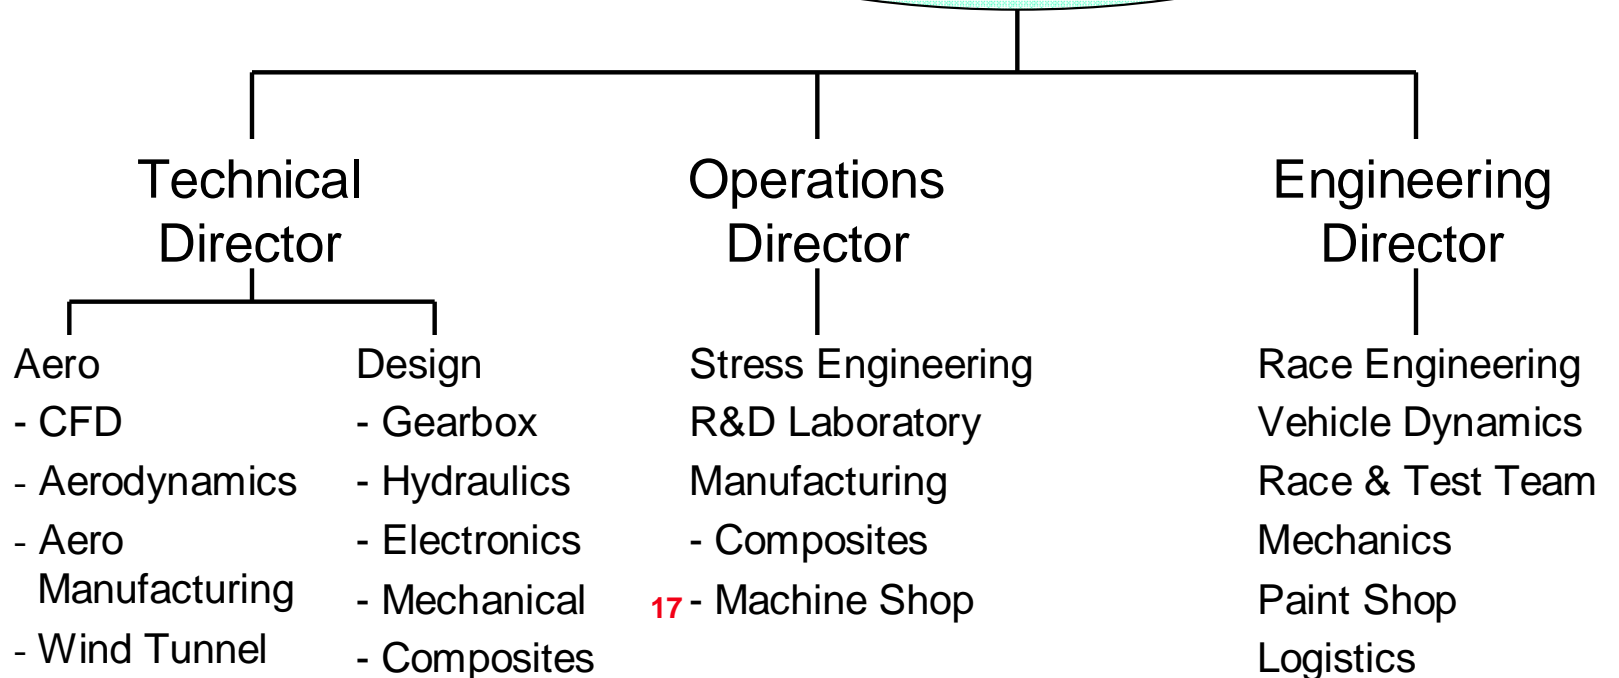 Technical
Director
Operations
Director
Engineering
Director
Aero
- CFD
- Aerodynamics
- Aero
Manufacturing
- Wind Tunnel
Design
- Gearbox
- Hydraulics
- Electronics
- Mechanical
- Composites
Stress Engineering
R&D Laboratory
Manufacturing
- Composites
17 - Machine Shop
Race Engineering
Vehicle Dynamics
Race & Test Team
Mechanics
Paint Shop
Logistics